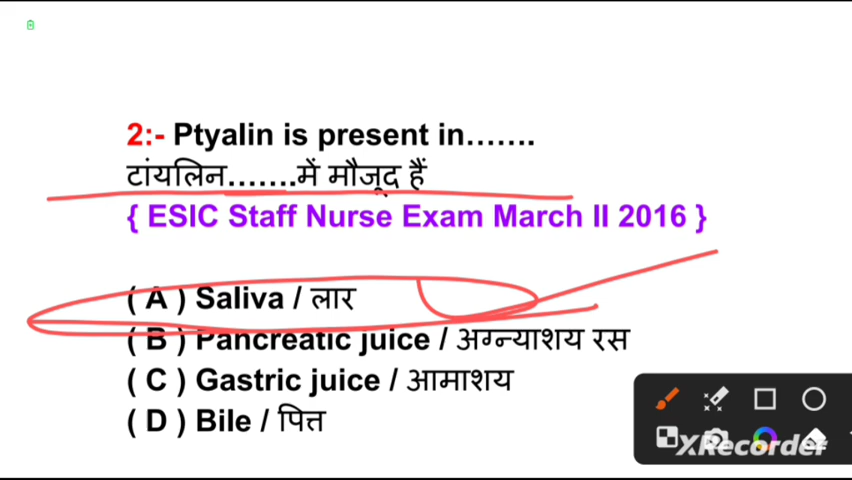 2:- Ptyalin is present in.......
टांयलिन.......में मौजूद हैं
{ ESIC Staff Nurse Exam March II 2016 }
( A ) Saliva / लार
( B ) Pancreatic juice / अग्न्याशय रस
( C ) Gastric juice / आमाशय
( D ) Bile / पित्त
XRecorder